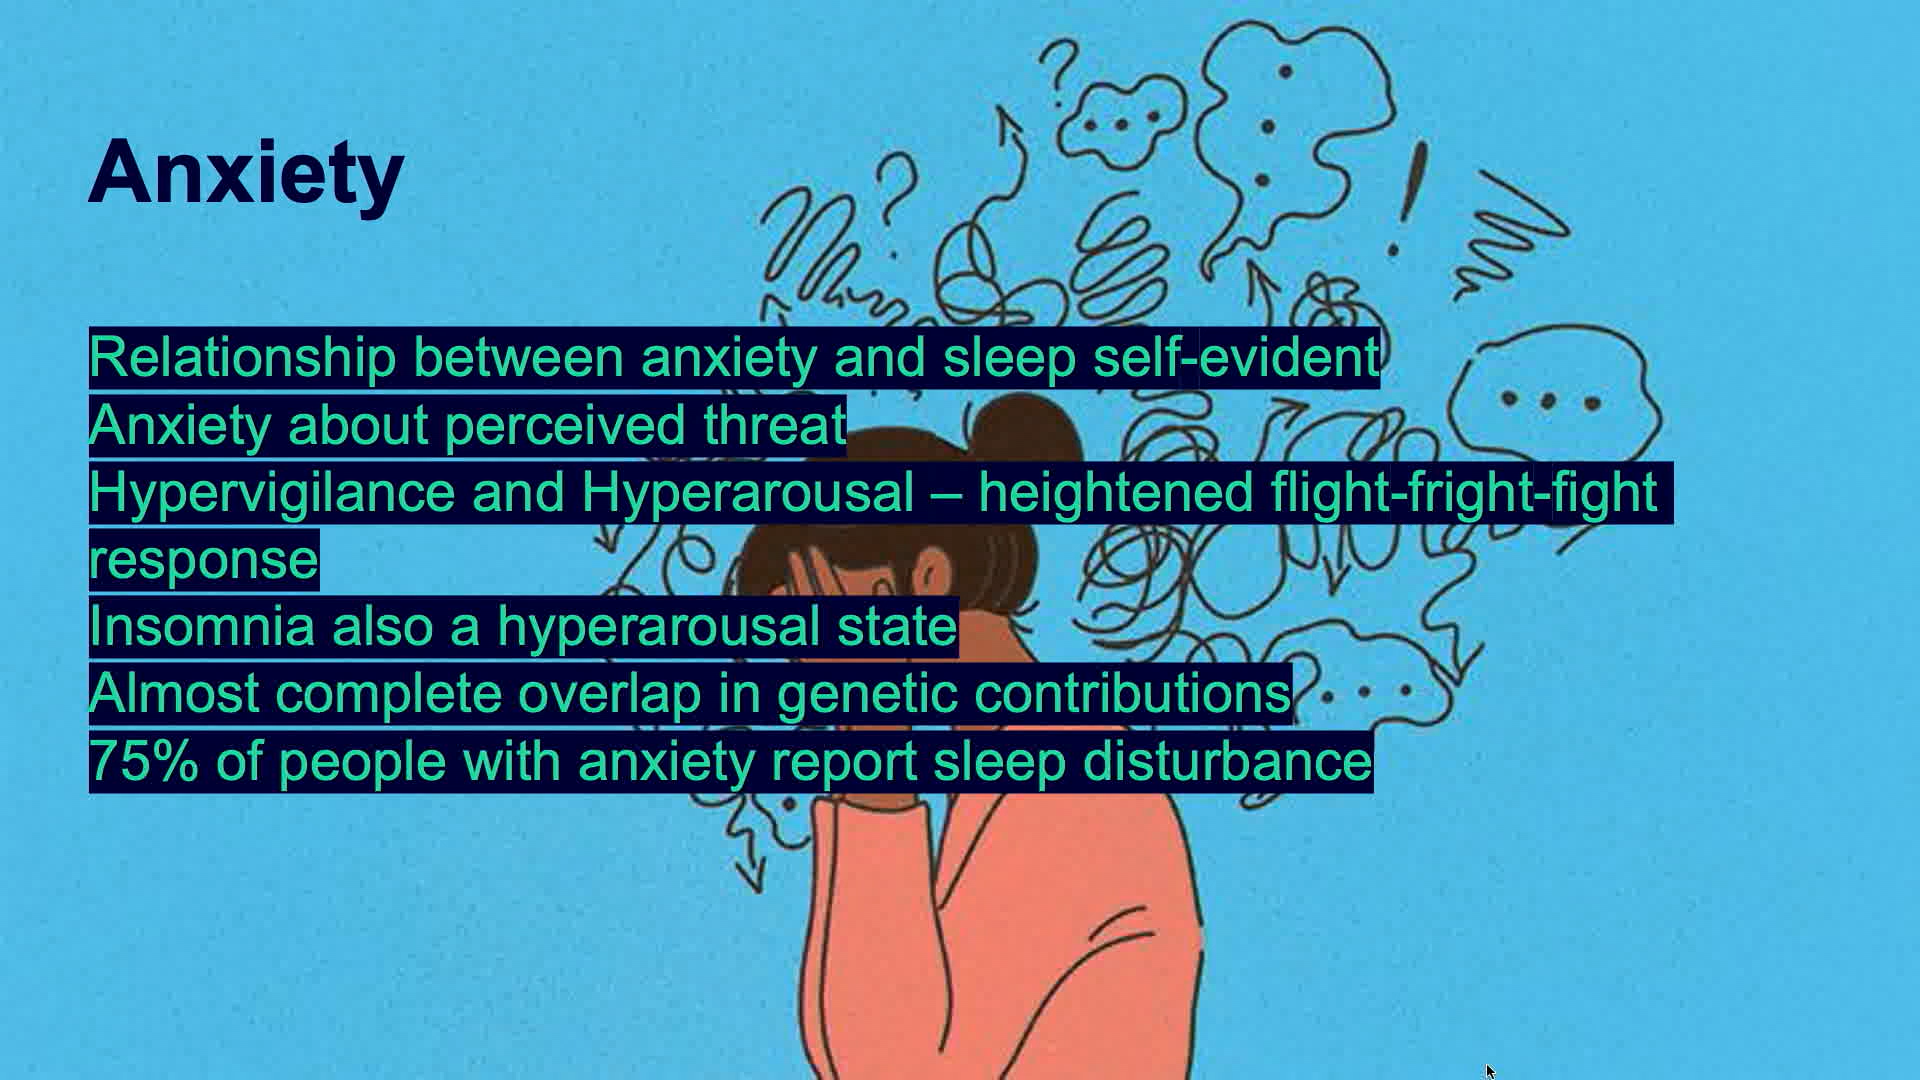 Anxiety
Relationship between anxiety and sleep self-evident
Anxiety about perceived threat
Hypervigilance and Hyperarousal – heightened flight-fright-fight
response
Insomnia also a hyperarousal state
Almost complete overlap in genetic contributions
75% of people with anxiety report sleep disturbance